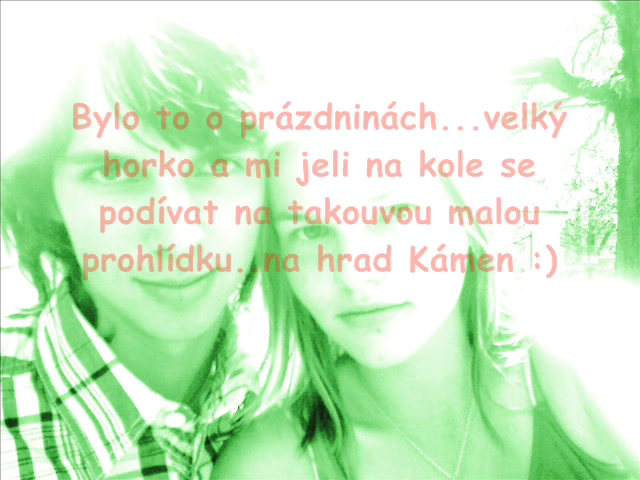 Bylo to o prázdninách...velký
horko a mi jeli na kole se
podívat na takouvou malou
prohlídku..na hrad Kámen :)